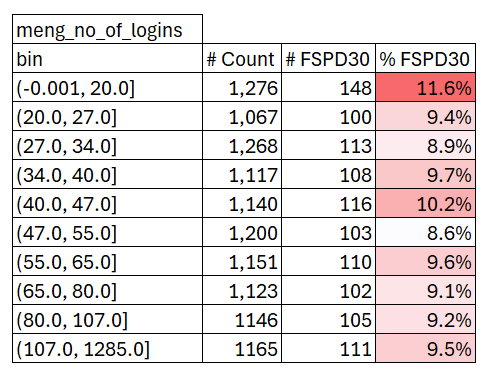 meng_no_of_logins
bin # Count # FSPD30 % FSPD30
(-0.001, 20.0] 1,276 148 11.6%
(20.0, 27.0] 1,067 100 9.4%
(27.0, 34.0] 1,268 113 8.9%
(34.0, 40.0] 1,117 108 9.7%
(40.0, 47.0] 1,140 116 10.2%
(47.0, 55.0] 1,200 103 8.6%
(55.0, 65.0] 1,151 110 9.6%
(65.0, 80.0] 1,123 102 9.1%
(80.0, 107.0] 1146 105 9.2%
(107.0, 1285.0] 1165 111 9.5%